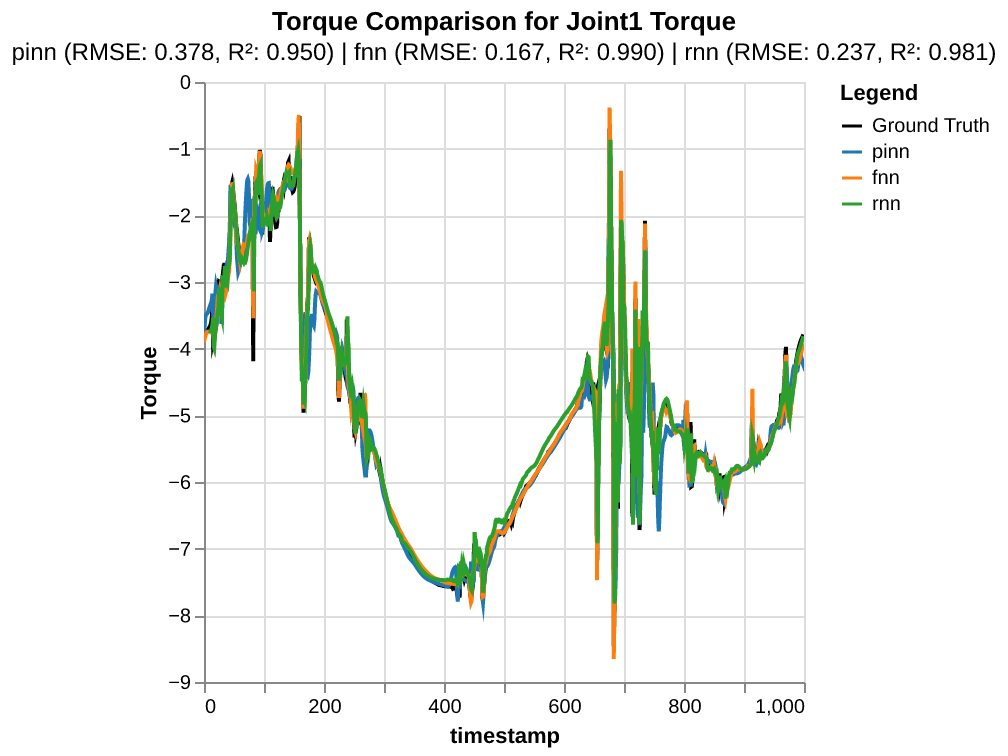 Torque Comparison for Joint1 Torque
pinn (RMSE: 0.378, R²: 0.950) | fnn (RMSE: 0.167, R²: 0.990) | rnn (RMSE: 0.237, R²: 0.981)
Legend
Ground Truth
pinn
fnn
rnn
Torque
0
−1
−2
−3
−4
−5
−6
−7
−8
−9
0 200 400 600 800 1,000
timestamp